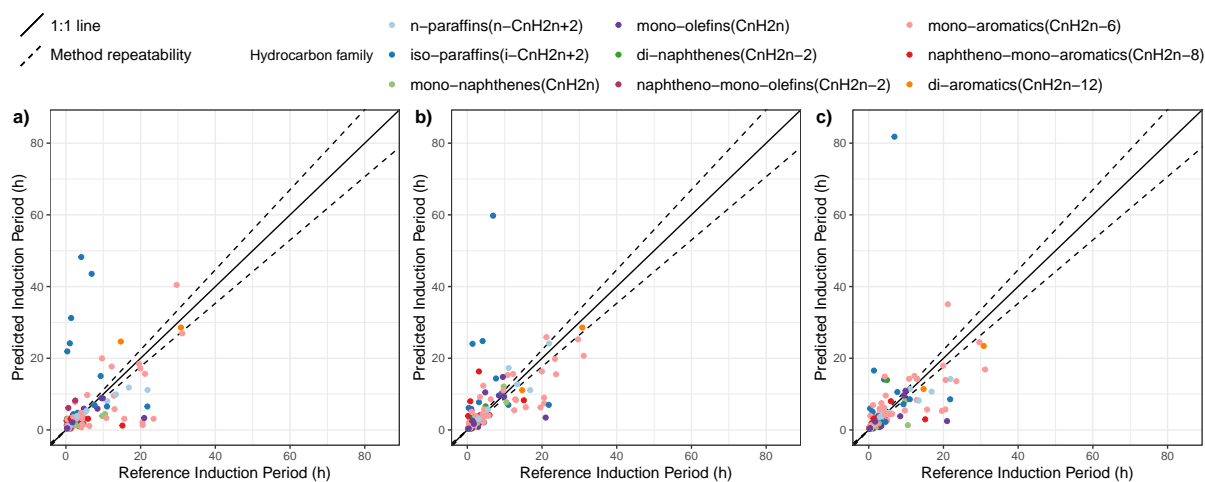 1:1 line
Method repeatability
Hydrocarbon family
n−paraffins(n−CnH2n+2)
iso−paraffins(i−CnH2n+2)
mono−naphthenes(CnH2n)
mono−olefins(CnH2n)
di−naphthenes(CnH2n−2)
naphtheno−mono−olefins(CnH2n−2)
mono−aromatics(CnH2n−6)
naphtheno−mono−aromatics(CnH2n−8)
di−aromatics(CnH2n−12)
a)
Predicted Induction Period (h)
80
60
40
20
0
0 20 40 60 80
Reference Induction Period (h)
b)
Predicted Induction Period (h)
80
60
40
20
0
0 20 40 60 80
Reference Induction Period (h)
c)
Predicted Induction Period (h)
80
60
40
20
0
0 20 40 60 80
Reference Induction Period (h)